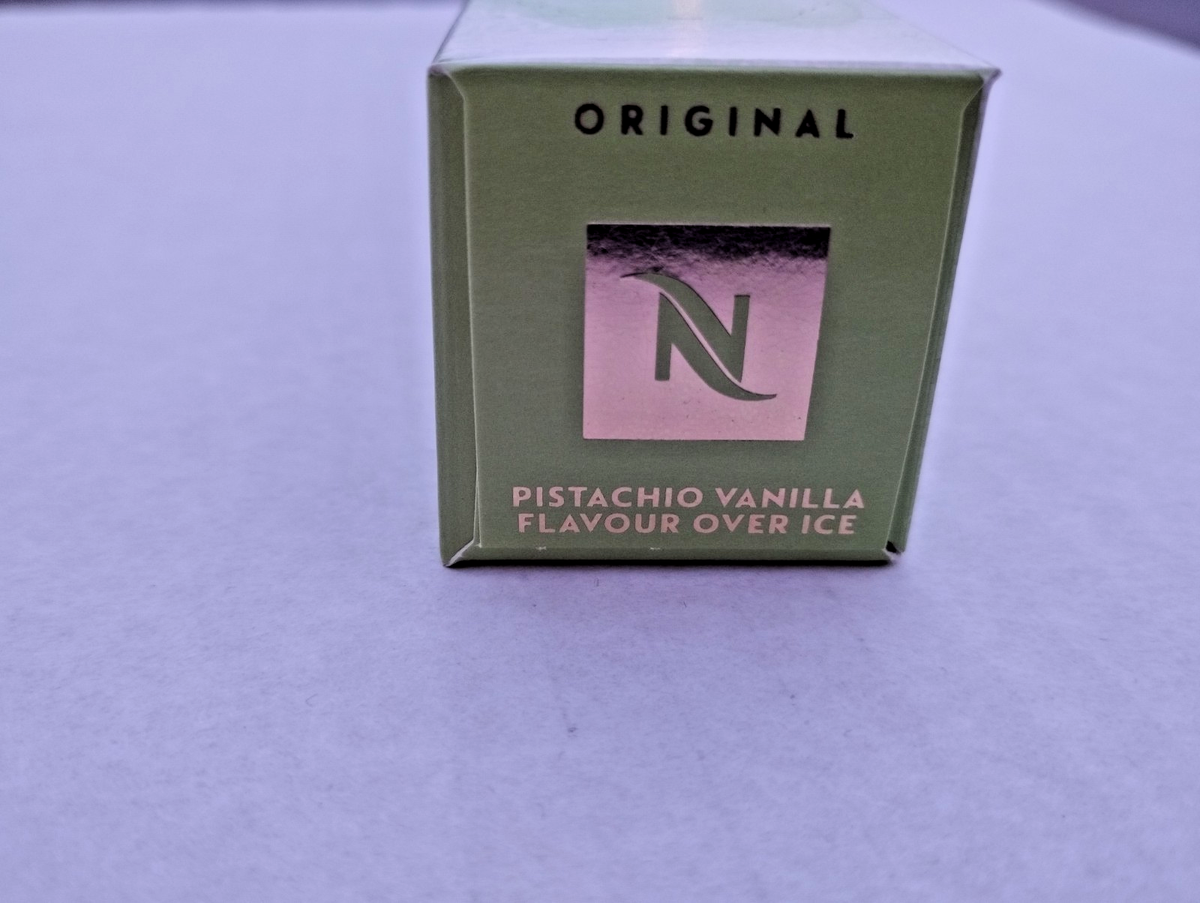 ORIGINAL
N
PISTACHIO VANILLA
FLAVOUR OVER ICE